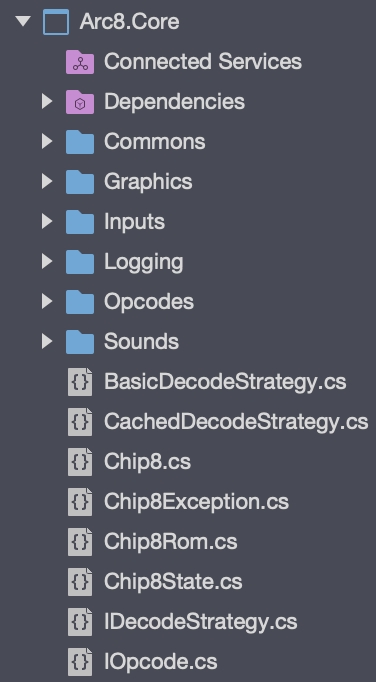 Arc8.Core
Connected Services
Dependencies
Commons
Graphics
Inputs
Logging
Opcodes
Sounds
BasicDecodeStrategy.cs
CachedDecodeStrategy.cs
Chip8.cs
Chip8Exception.cs
Chip8Rom.cs
Chip8State.cs
IDecodeStrategy.cs
IOpcode.cs